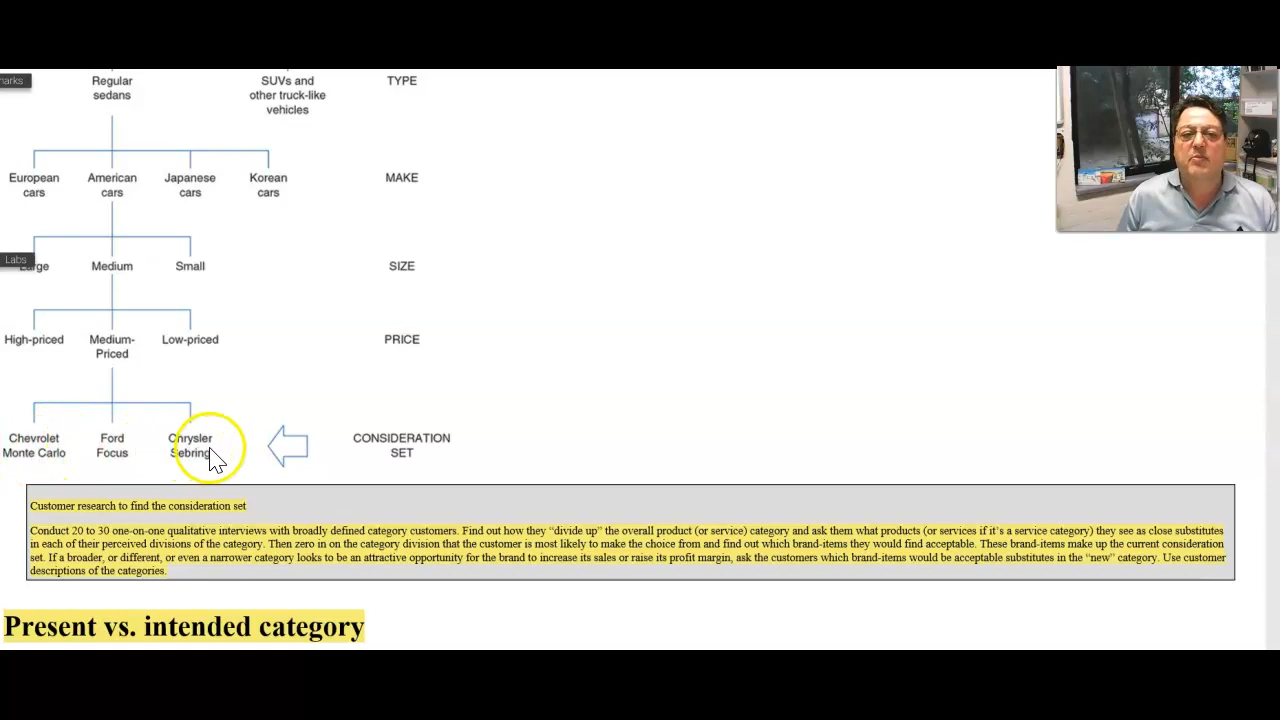 marks
Regular
sedans
SUVs and
other truck-like
vehicles
TYPE
European
cars
American
cars
Japanese
cars
Korean
cars
MAKE
Labs
Large
Medium
Small
SIZE
High-priced
Medium-
Priced
Low-priced
PRICE
Chevrolet
Monte Carlo
Ford
Focus
Chrysler
Sebring
CONSIDERATION
SET
Customer research to find the consideration set
Conduct 20 to 30 one-on-one qualitative interviews with broadly defined category customers. Find out how they “divide up” the overall product (or service) category and ask them what products (or services if it’s a service category) they see as close substitutes
in each of their perceived divisions of the category. Then zero in on the category division that the customer is most likely to make the choice from and find out which brand-items they would find acceptable. These brand-items make up the current consideration
set. If a broader, or different, or even a narrower category looks to be an attractive opportunity for the brand to increase its sales or raise its profit margin, ask the customers which brand-items would be acceptable substitutes in the “new” category. Use customer
descriptions of the categories.
Present vs. intended category